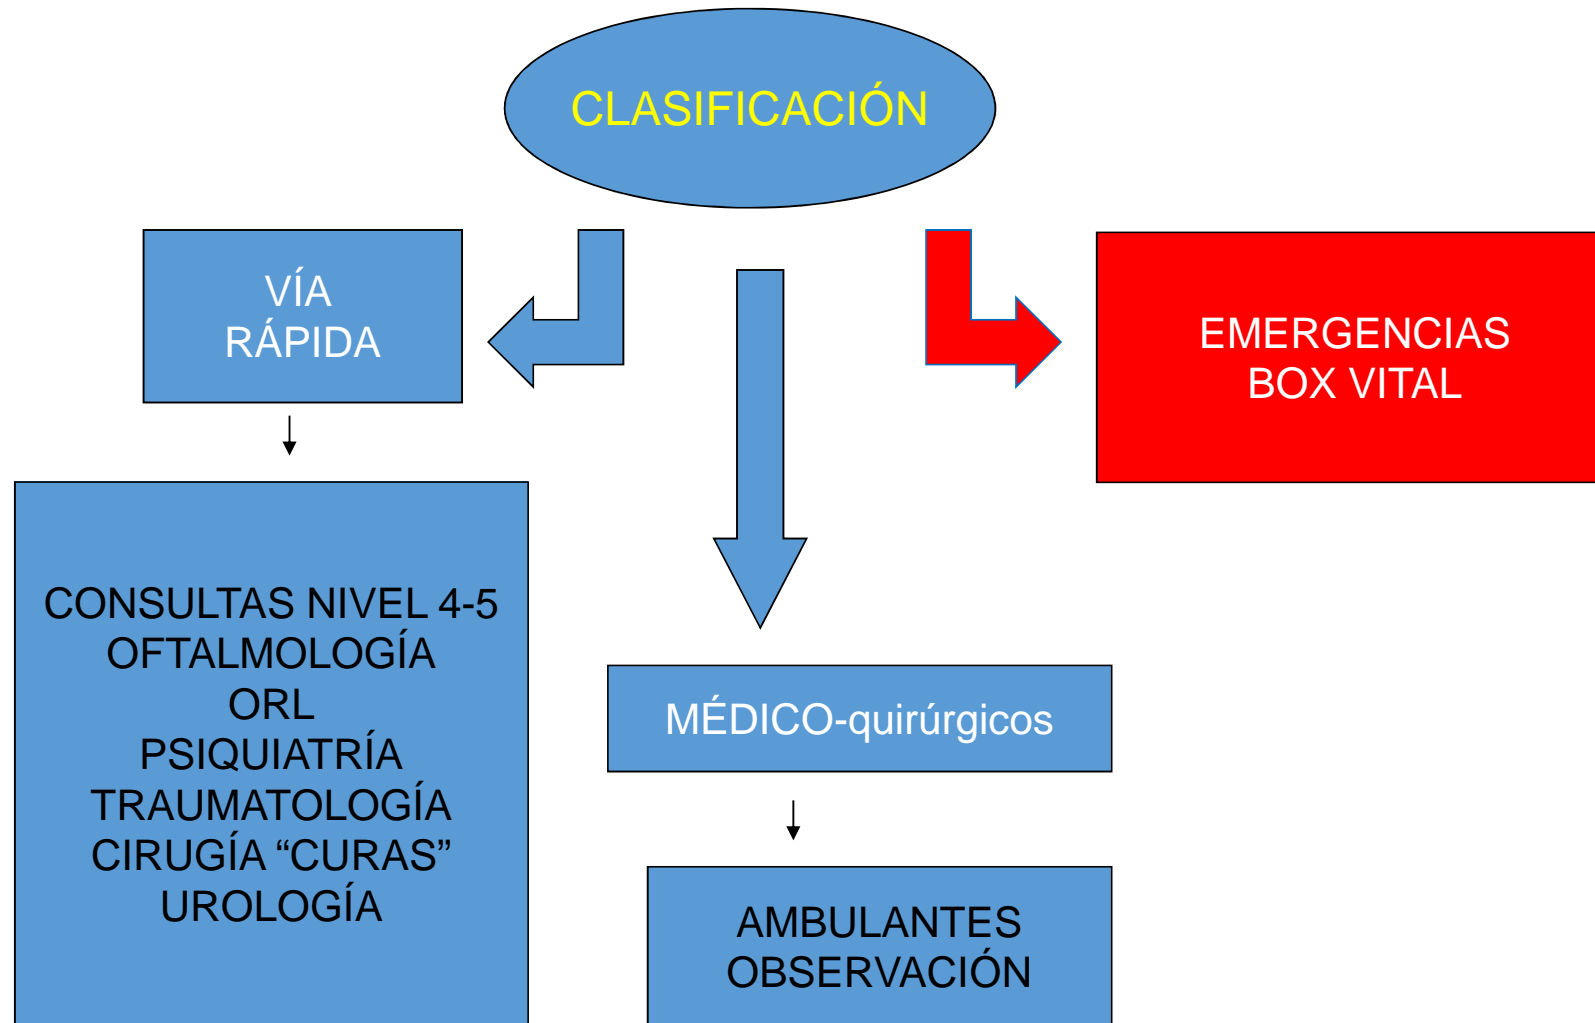 CLASIFICACIÓN
VÍA
RÁPIDA
EMERGENCIAS
BOX VITAL
CONSULTAS NIVEL 4-5
OFTALMOLOGÍA
ORL
PSIQUIATRÍA
TRAUMATOLOGÍA
CIRUGÍA “CURAS”
UROLOGÍA
MÉDICO-quirúrgicos
AMBULANTES
OBSERVACIÓN